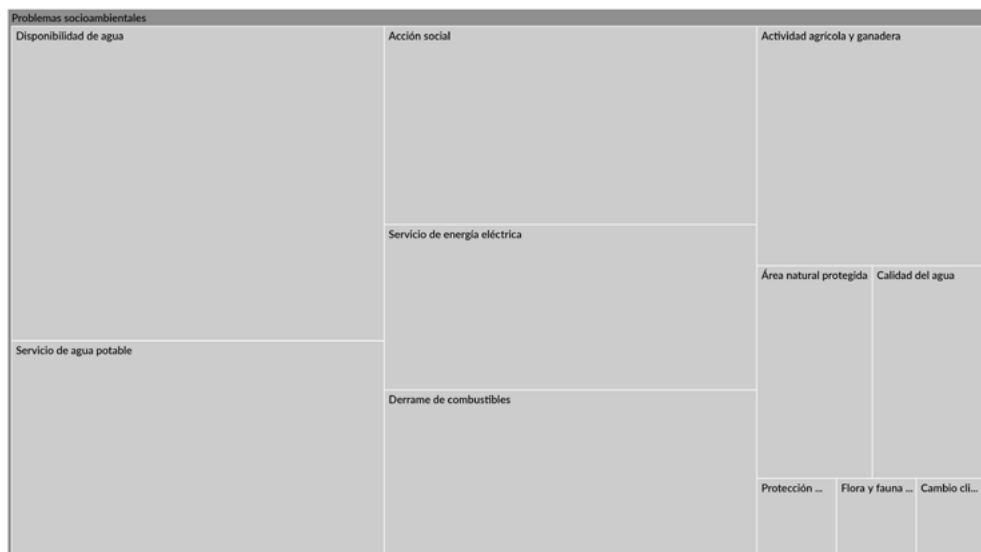 Problemas socioambientales
Disponibilidad de agua
Acción social
Actividad agrícola y ganadera
Servicio de energía eléctrica
Área natural protegida
Calidad del agua
Servicio de agua potable
Derrame de combustibles
Protección ...
Flora y fauna ...
Cambio cli...